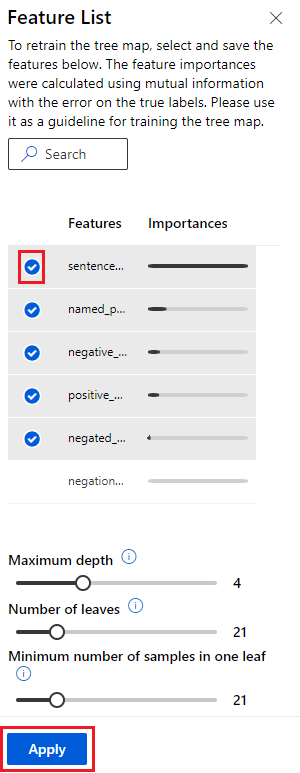 Feature List
To retrain the tree map, select and save the
features below. The feature importances
were calculated using mutual information
with the error on the true labels. Please use
it as a guideline for training the tree map.
Search
Features Importances
sentence...
named_p...
negative_...
positive_...
negated_...
negation...
Maximum depth
4
Number of leaves
21
Minimum number of samples in one leaf
21
Apply